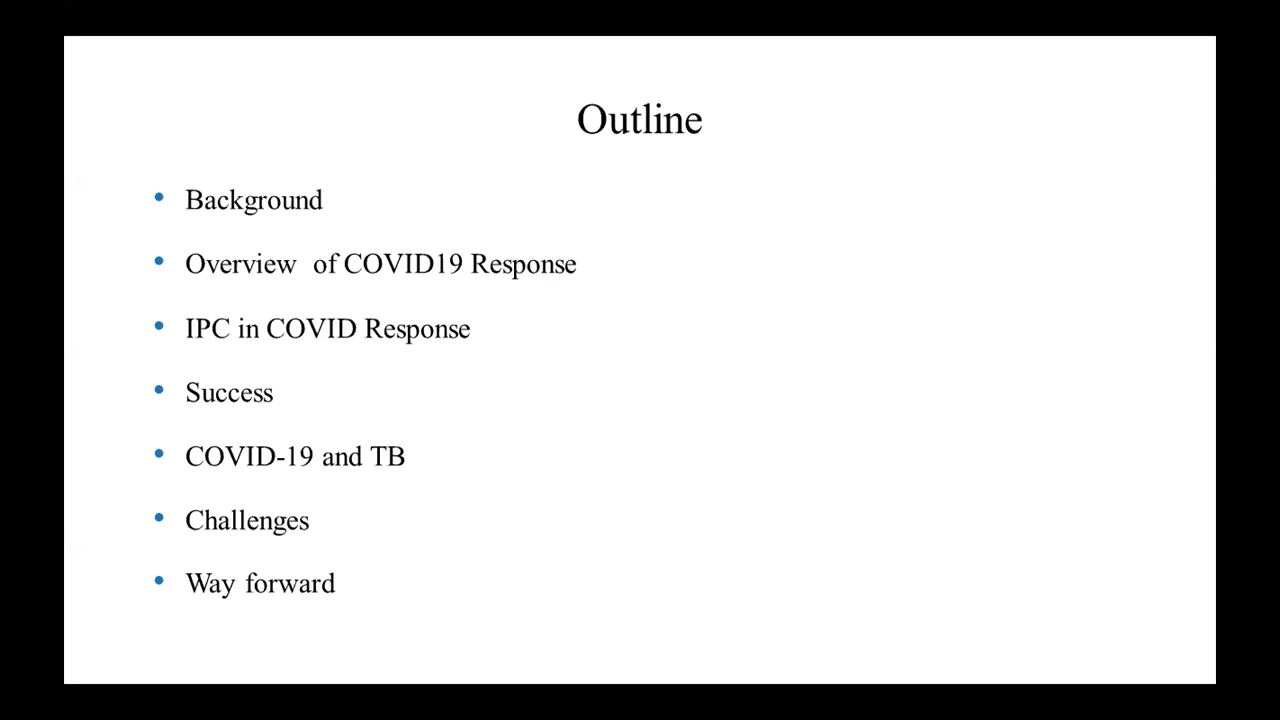 Outline
• Background
• Overview  of COVID19 Response
• IPC in COVID Response
• Success
• COVID-19 and TB
• Challenges
• Way forward